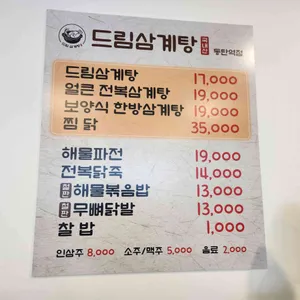 드림삼계탕 국내산 동탄역점
드림삼계탕 17,000
얼큰 전복삼계탕 19,000
보양식 한방삼계탕 19,000
찜 닭 35,000
해물파전 19,000
전복닭죽 14,000
해물볶음밥 13,000
무뼈닭발 13,000
찰 밥 1,000
인삼주 8,000 소주/맥주 5,000 음료 2,000